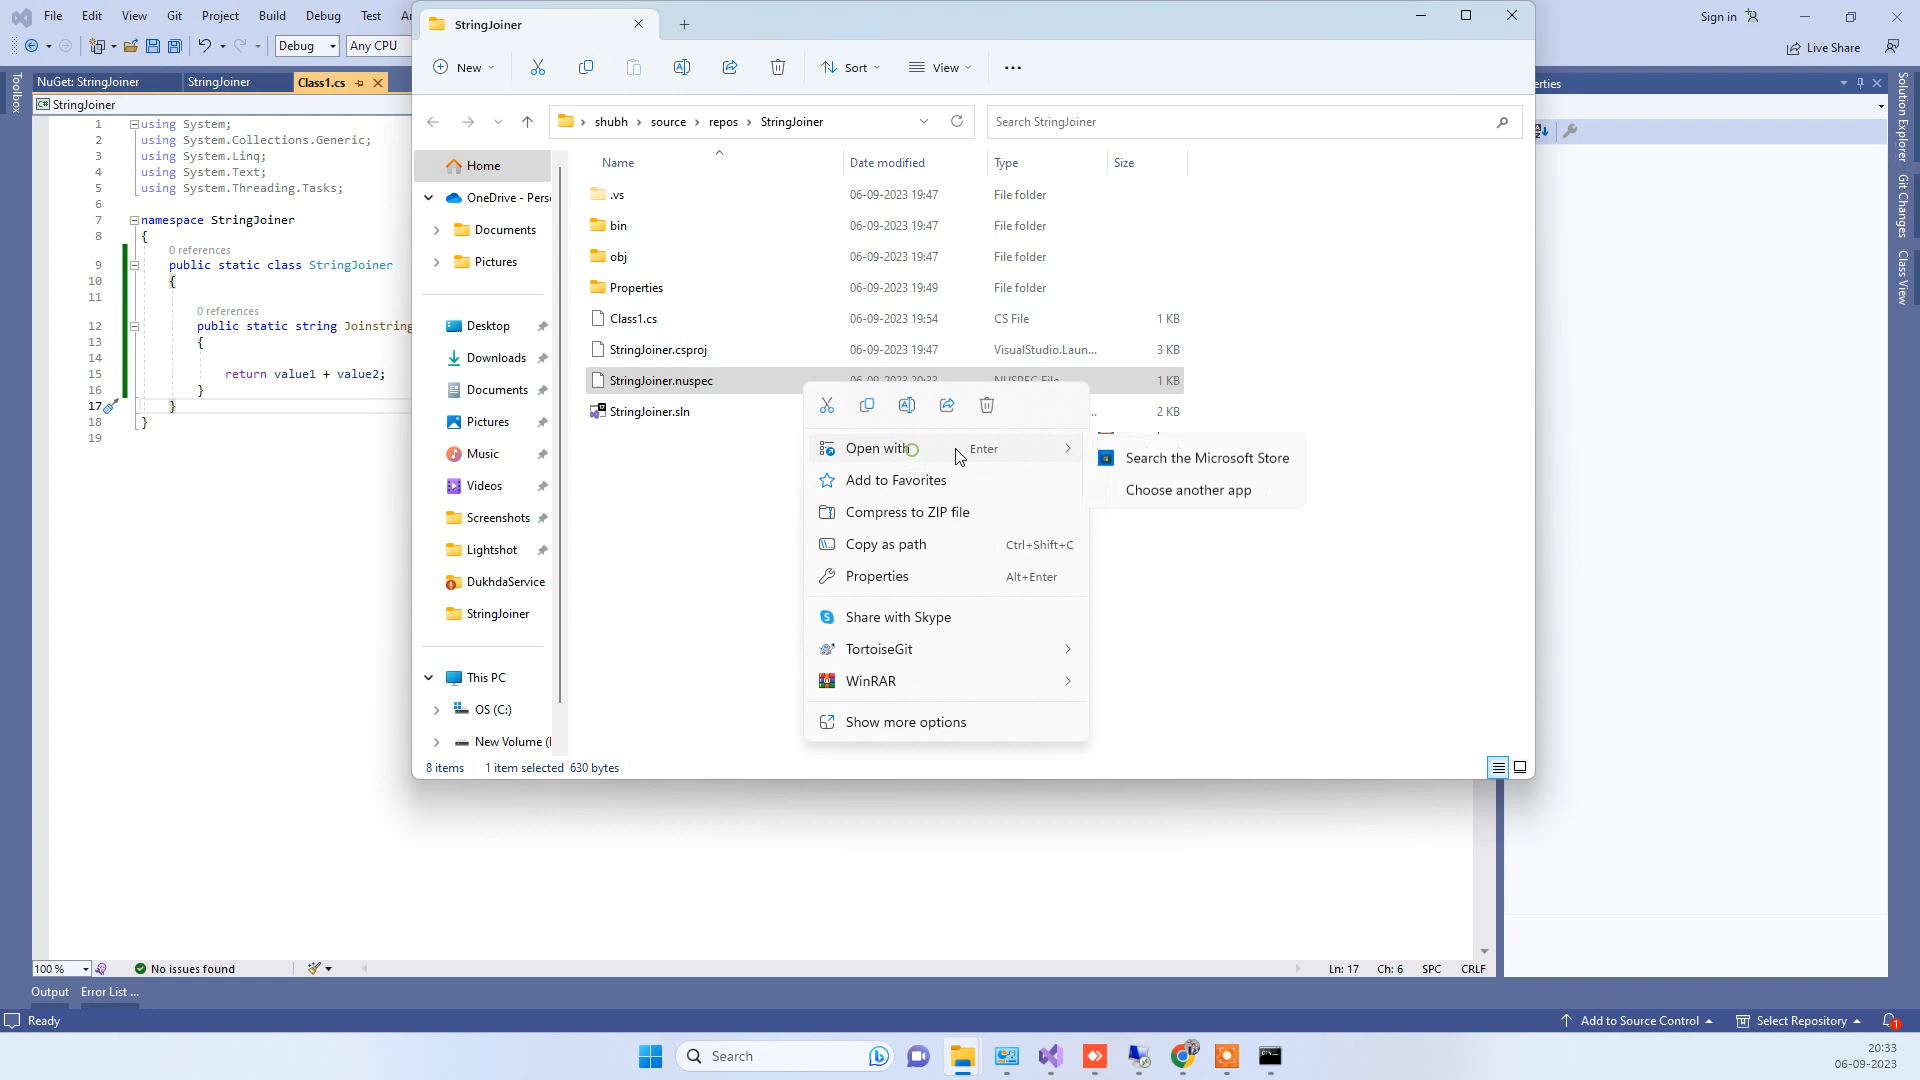 File Edit View Git Project Build Debug Test
StringJoiner
Sign in
Debug Any CPU
New Sort View
Live Share
NuGet: StringJoiner StringJoiner Class1.cs
Toolbox
StringJoiner
shubh source repos StringJoiner
Search StringJoiner
Solution Explorer
Git Changes
Class View
1 using System;
2 using System.Collections.Generic;
3 using System.Linq;
4 using System.Text;
5 using System.Threading.Tasks;
6
7 namespace StringJoiner
8 {
0 references
9 public static class StringJoiner
10 {
11
0 references
12 public static string Joinstring
13 {
14
15 return value1 + value2;
16 }
17 }
18 }
19
Home
OneDrive - Pers
Documents
Pictures
Desktop
Downloads
Documents
Pictures
Music
Videos
Screenshots
Lightshot
DukhdaService
StringJoiner
This PC
OS (C:)
New Volume (
Name Date modified Type Size
.vs 06-09-2023 19:47 File folder
bin 06-09-2023 19:47 File folder
obj 06-09-2023 19:47 File folder
Properties 06-09-2023 19:49 File folder
Class1.cs 06-09-2023 19:54 CS File 1 KB
StringJoiner.csproj 06-09-2023 19:47 VisualStudio.Laun... 3 KB
StringJoiner.nuspec 06-09-2023 20:33 NUSPEC File 1 KB
StringJoiner.sln 2 KB
Open with Enter
Add to Favorites
Compress to ZIP file
Copy as path Ctrl+Shift+C
Properties Alt+Enter
Share with Skype
TortoiseGit
WinRAR
Show more options
Search the Microsoft Store
Choose another app
8 items 1 item selected 630 bytes
100 % No issues found Ln: 17 Ch: 6 SPC CRLF
Output Error List ...
Ready Add to Source Control Select Repository 1
Search
20:33
06-09-2023